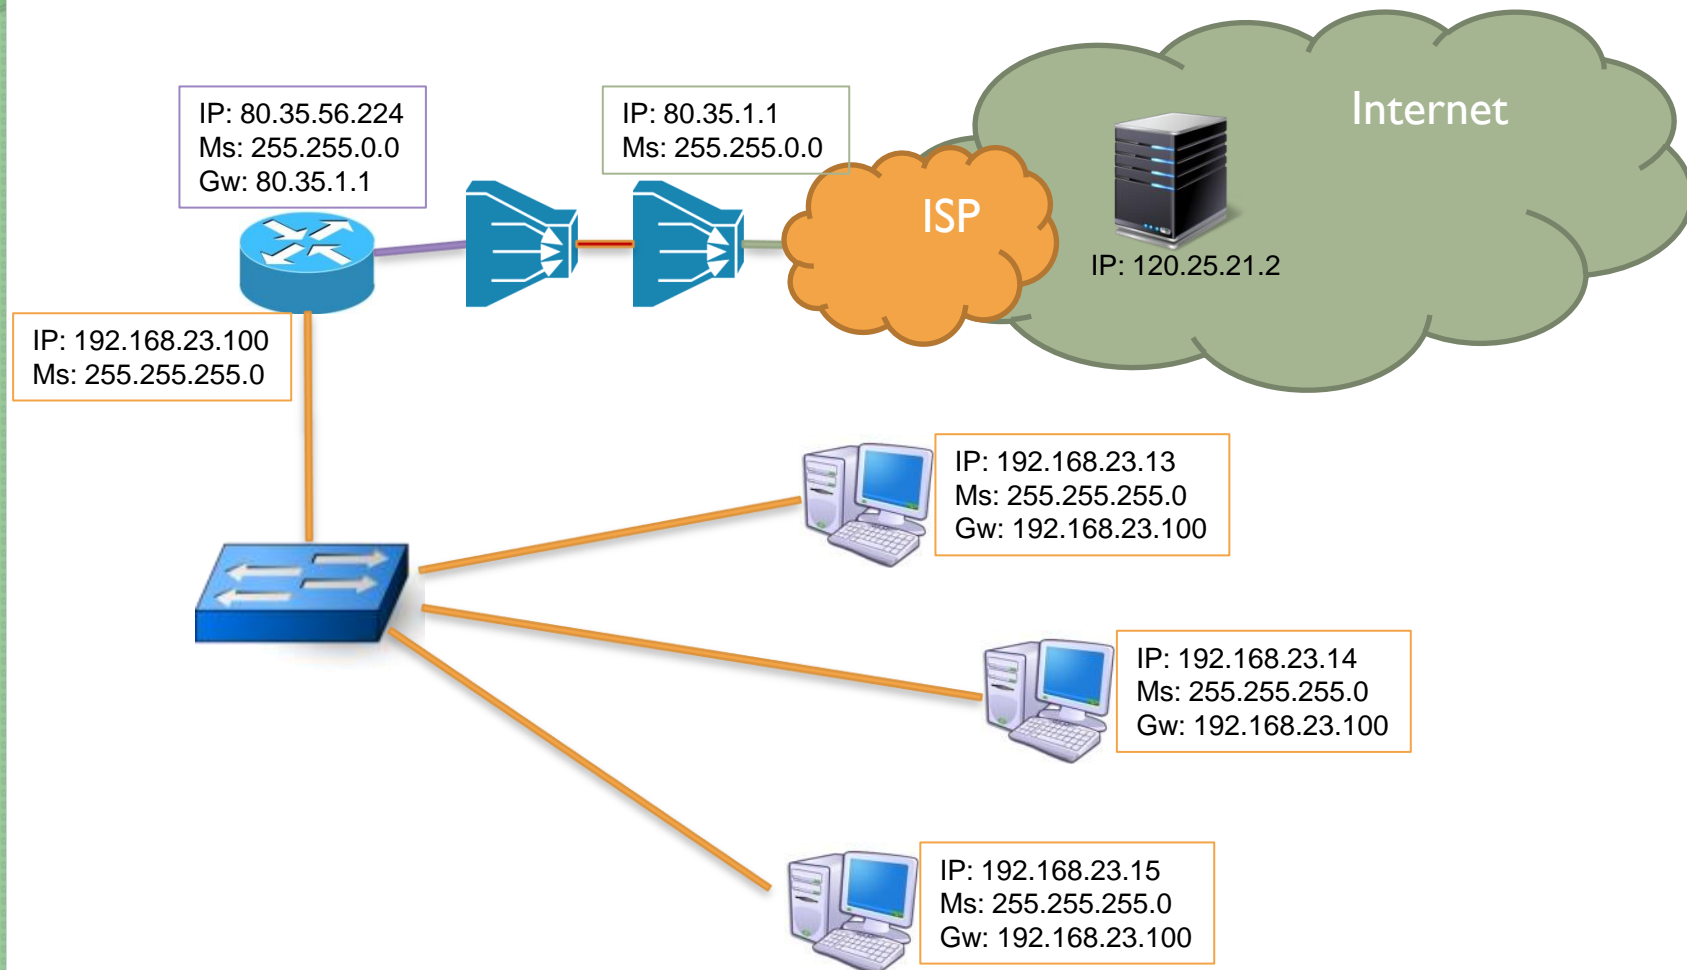 Internet
IP: 80.35.56.224
Ms: 255.255.0.0
Gw: 80.35.1.1
IP: 80.35.1.1
Ms: 255.255.0.0
ISP
IP: 120.25.21.2
IP: 192.168.23.100
Ms: 255.255.255.0
IP: 192.168.23.13
Ms: 255.255.255.0
Gw: 192.168.23.100
IP: 192.168.23.14
Ms: 255.255.255.0
Gw: 192.168.23.100
IP: 192.168.23.15
Ms: 255.255.255.0
Gw: 192.168.23.100